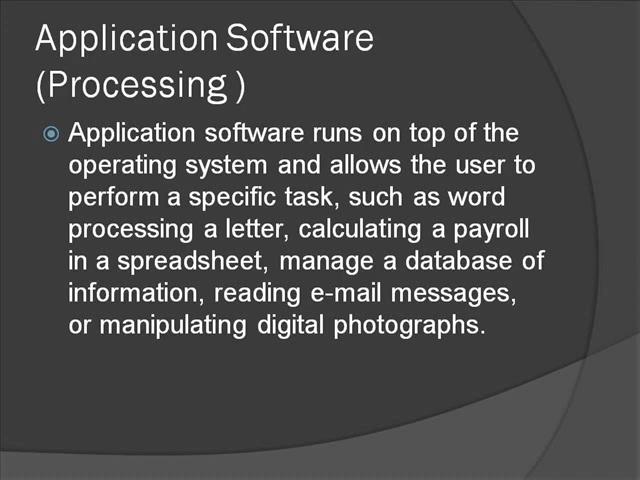 Application Software
(Processing )
Application software runs on top of the
operating system and allows the user to
perform a specific task, such as word
processing a letter, calculating a payroll
in a spreadsheet, manage a database of
information, reading e-mail messages,
or manipulating digital photographs.